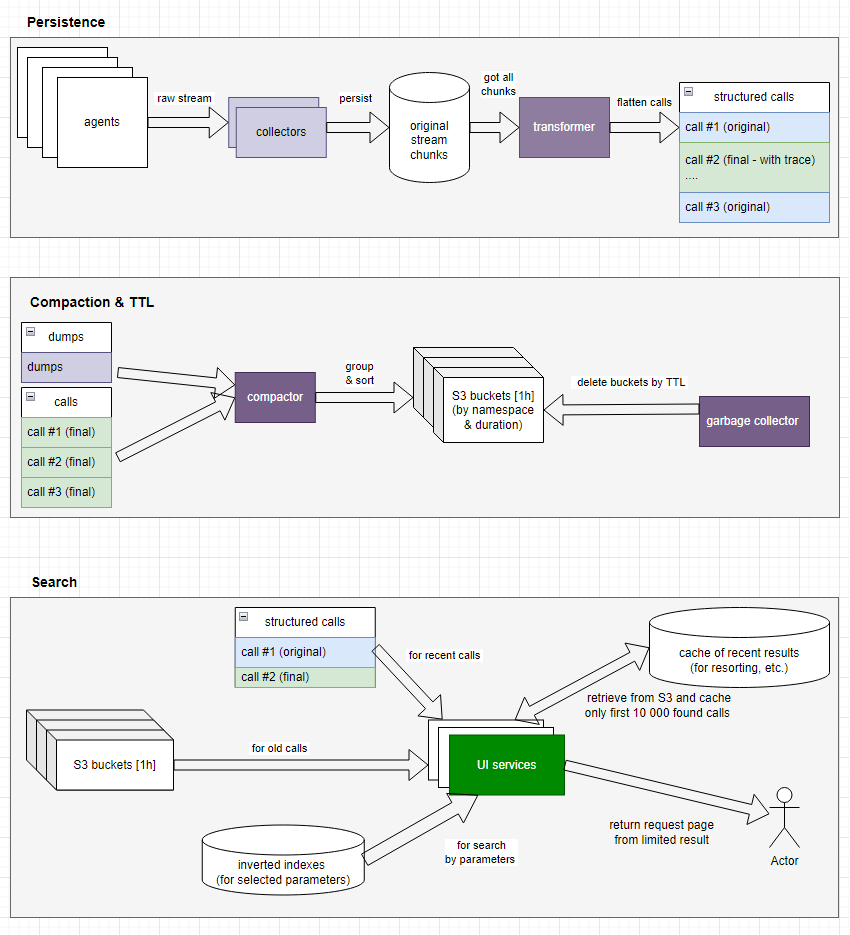 Persistence
agents
raw stream
collectors
persist
original
stream
chunks
got all
chunks
transformer
flatten calls
structured calls
call #1 (original)
call #2 (final - with trace)
....
call #3 (original)
Compaction & TTL
dumps
dumps
calls
call #1 (final)
call #2 (final)
call #3 (final)
compactor
group
& sort
S3 buckets [1h]
(by namespace
& duration)
delete buckets by TTL
garbage collector
Search
structured calls
call #1 (original)
call #2 (final)
for recent calls
cache of recent results
(for resorting, etc.)
retrieve from S3 and cache
only first 10 000 found calls
S3 buckets [1h]
for old calls
UI services
inverted indexes
(for selected parameters)
for search
by parameters
return request page
from limited result
Actor